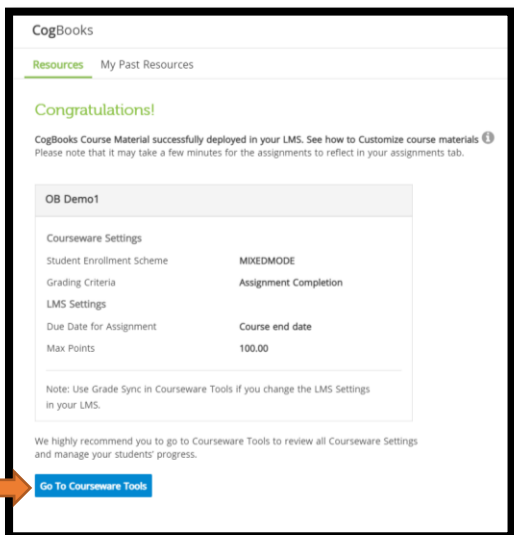 CogBooks
Resources My Past Resources
Congratulations!
CogBooks Course Material successfully deployed in your LMS. See how to Customize course materials
Please note that it may take a few minutes for the assignments to reflect in your assignments tab.
OB Demo1
Courseware Settings
Student Enrollment Scheme MIXEDMODE
Grading Criteria Assignment Completion
LMS Settings
Due Date for Assignment Course end date
Max Points 100.00
Note: Use Grade Sync in Courseware Tools if you change the LMS Settings
in your LMS.
We highly recommend you to go to Courseware Tools to review all Courseware Settings
and manage your students' progress.
Go To Courseware Tools